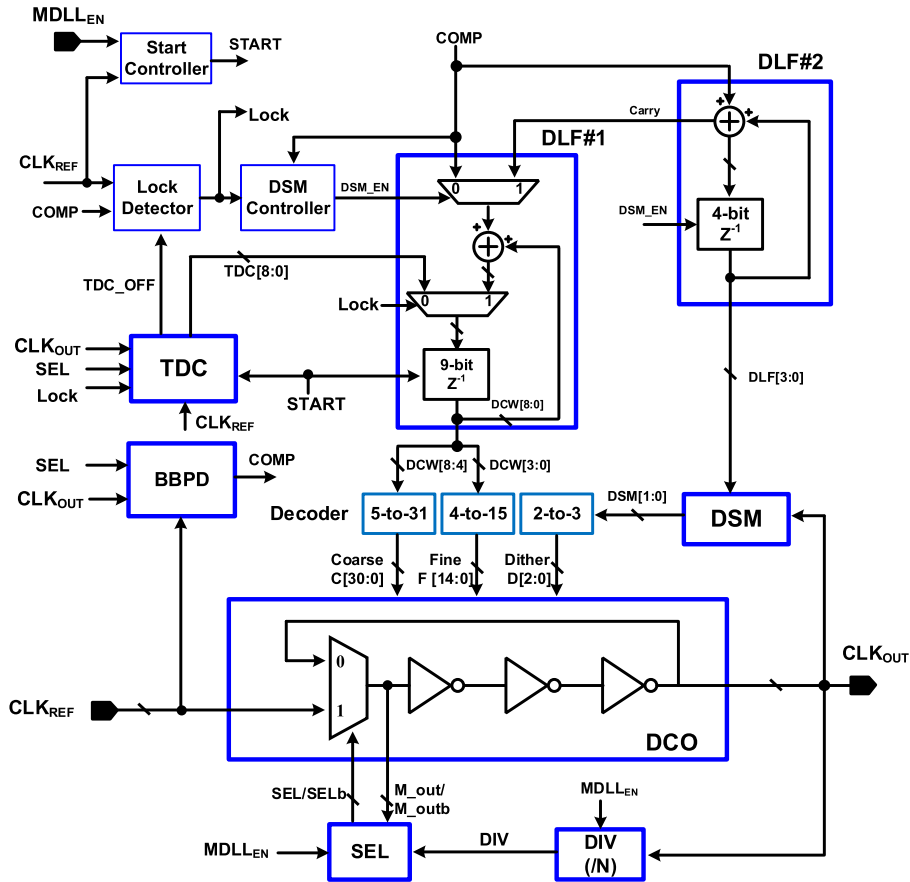 MDLLEN
Start
Controller
START
COMP
DLF#2
Carry
Lock
DLF#1
CLKREF
COMP
Lock
Detector
DSM
Controller
DSM_EN
0 1
+
+
+
+
DSM_EN
4-bit
Z-1
TDC_OFF
TDC[8:0]
+
+
Lock
0 1
CLKOUT
SEL
Lock
TDC
START
9-bit
Z-1
DCW[8:0]
DLF[3:0]
CLKREF
SEL
CLKOUT
BBPD
COMP
DCW[8:4]
DCW[3:0]
Decoder
5-to-31
4-to-15
2-to-3
DSM[1:0]
DSM
Coarse
C[30:0]
Fine
F [14:0]
Dither
D[2:0]
0
1
CLKREF
CLKOUT
DCO
SEL/SELb
M_out/
M_outb
MDLLEN
MDLLEN
SEL
DIV
DIV
(/N)